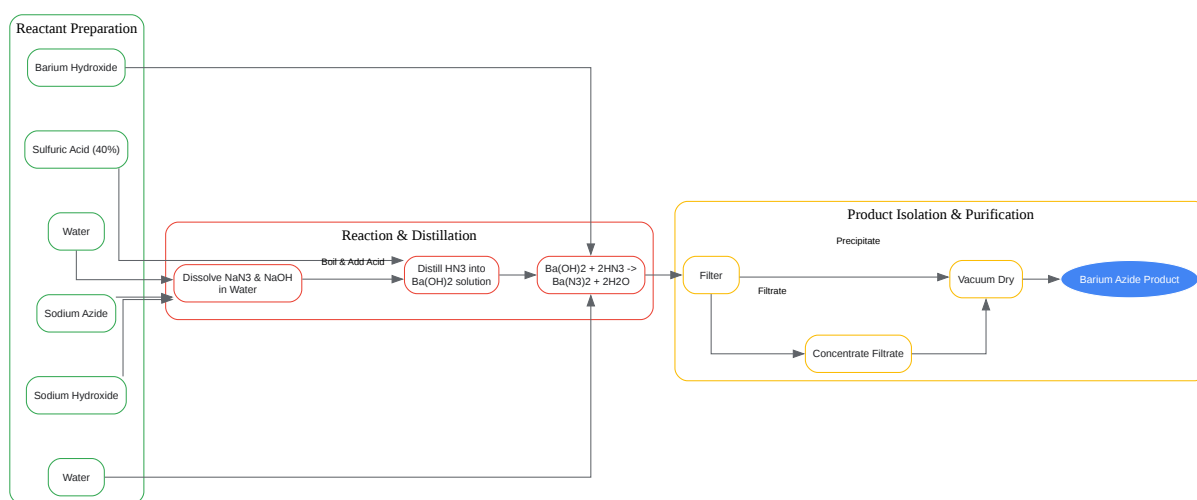 Reactant Preparation
Barium Hydroxide
Sulfuric Acid (40%)
Water
Sodium Azide
Sodium Hydroxide
Water
Reaction & Distillation
Boil & Add Acid
Dissolve NaN3 & NaOH
in Water
Distill HN3 into
Ba(OH)2 solution
Ba(OH)2 + 2HN3 ->
Ba(N3)2 + 2H2O
Product Isolation & Purification
Precipitate
Filter
Filtrate
Vacuum Dry
Barium Azide Product
Concentrate Filtrate